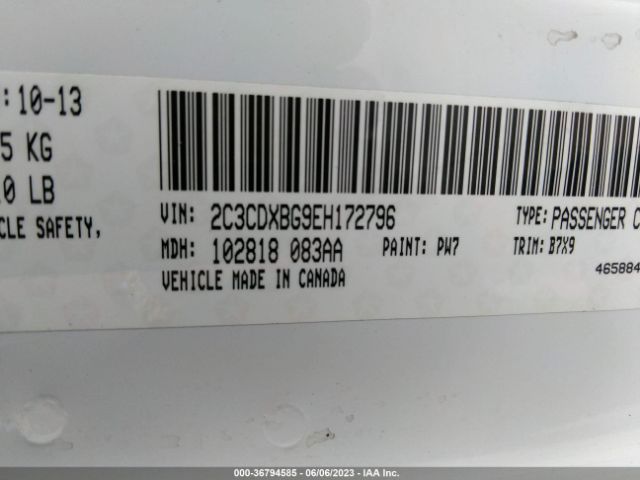 : 10-13
5 KG
0 LB
CLE SAFETY,
VIN: 2C3CDXBG9EH172796
TYPE: PASSENGER C
MDH: 102818 083AA
PAINT: PW7
TRIM: B7X9
VEHICLE MADE IN CANADA
465884
© - 36794585 - 06/06/2023 - IAA Inc.